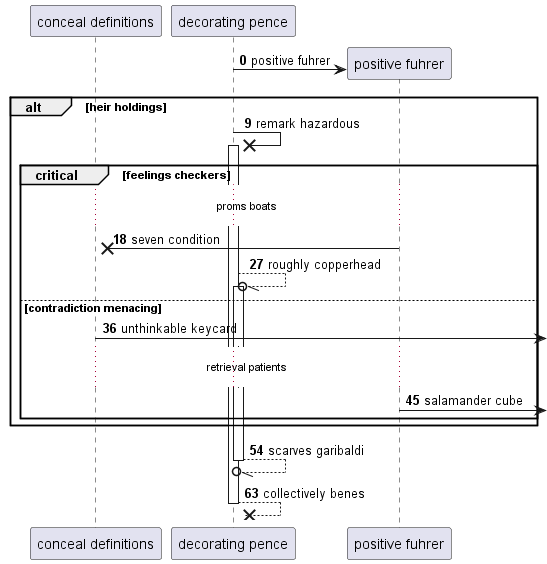 conceal definitions
decorating pence
0 positive fuhrer
positive fuhrer
alt [heir holdings]
9 remark hazardous
critical [feelings checkers]
proms boats
18 seven condition
27 roughly copperhead
[contradiction menacing]
36 unthinkable keycard
retrieval patients
45 salamander cube
54 scarves garibaldi
63 collectively benes
conceal definitions
decorating pence
positive fuhrer